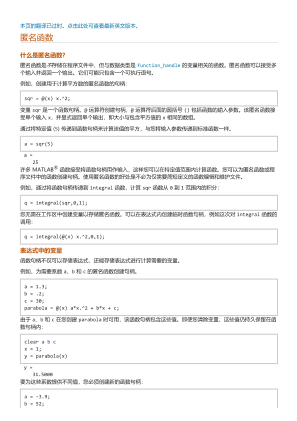 本页的翻译已过时。点击此处可查看最新英文版本。
匿名函数
什么是匿名函数?
匿名函数是不存储在程序文件中、但与数据类型是 function_handle 的变量相关的函数。匿名函数可以接受多
个输入并返回一个输出。它们可能只包含一个可执行语句。
例如，创建用于计算平方数的匿名函数的句柄:
sqr = @(x) x.^2;
变量 sqr 是一个函数句柄。@ 运算符创建句柄，@ 运算符后面的圆括号 () 包括函数的输入参数。该匿名函数接
受单个输入 x，并显式返回单个输出，即大小与包含平方值的 x 相同的数组。
通过将特定值 (5) 传递到函数句柄来计算该值的平方，与您将输入参数传递到标准函数一样。
a = sqr(5)
a =
25
许多 MATLAB® 函数接受将函数句柄用作输入，这样您可以在特定值范围内计算函数。您可以为匿名函数或程
序文件中的函数创建句柄。使用匿名函数的好处是不必为仅需要简短定义的函数编辑和维护文件。
例如，通过将函数句柄传递到 integral 函数，计算 sqr 函数从 0 到 1 范围内的积分:
q = integral(sqr,0,1);
您无需在工作区中创建变量以存储匿名函数。可以在表达式内创建临时函数句柄，例如这次对 integral 函数的
调用:
q = integral(@(x) x.^2,0,1);
表达式中的变量
函数句柄不仅可以存储表达式，还能存储表达式进行计算需要的变量。
例如，为需要系数 a、b 和 c 的匿名函数创建句柄。
a = 1.3;
b = .2;
c = 30;
parabola = @(x) a*x.^2 + b*x + c;
由于 a、b 和 c 在您创建 parabola 时可用，该函数句柄包含这些值。即使您清除变量，这些值仍持久保留在函
数句柄内:
clear a b c
x = 1;
y = parabola(x)
y =
31.5000
要为这些系数提供不同值，您必须创建新的函数句柄:
a = -3.9;
b = 52;